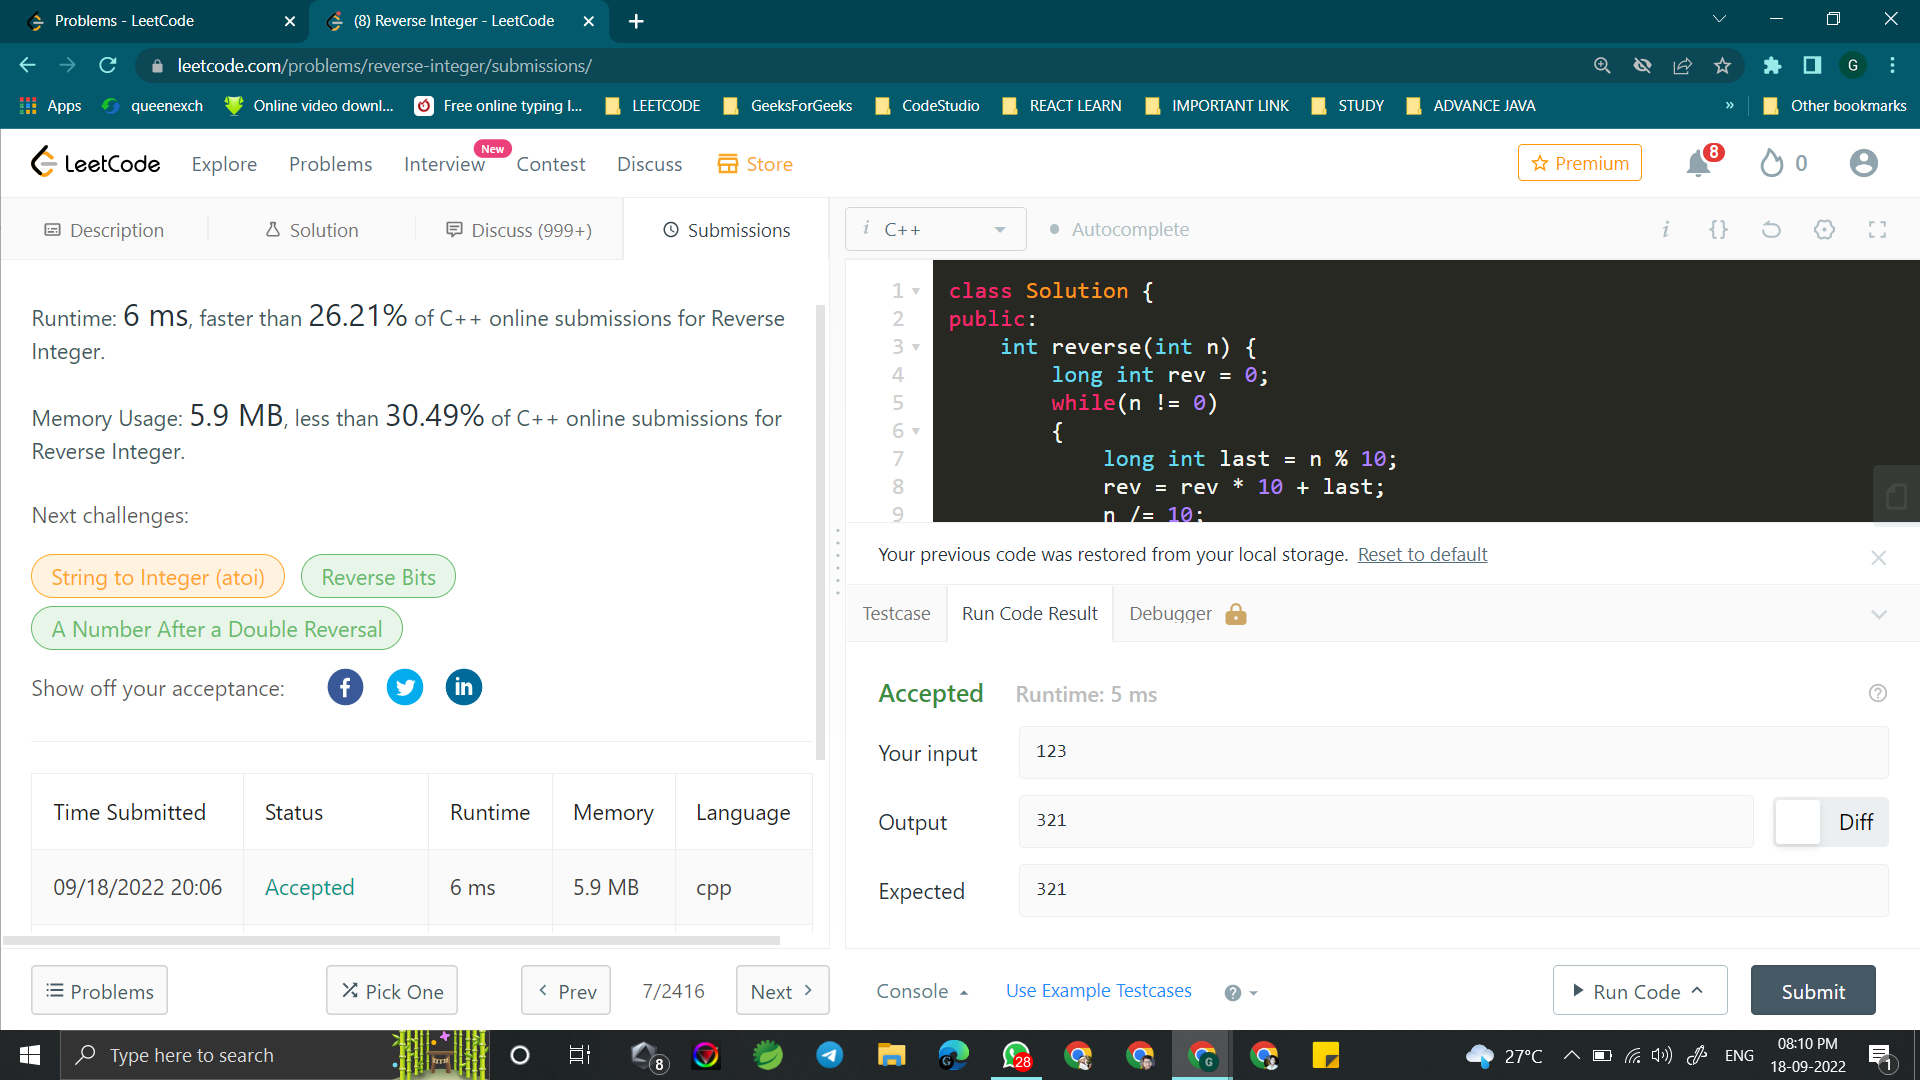 Problems - LeetCode
(8) Reverse Integer - LeetCode
leetcode.com/problems/reverse-integer/submissions/
G
Apps
queenexch
Online video downl...
Free online typing l...
LEETCODE
GeeksForGeeks
CodeStudio
REACT LEARN
IMPORTANT LINK
STUDY
ADVANCE JAVA
»
Other bookmarks
LeetCode
Explore
Problems
Interview
New
Contest
Discuss
Store
Premium
8
0
Description
Solution
Discuss (999+)
Submissions
i C++
Autocomplete
i {}
Runtime: 6 ms, faster than 26.21% of C++ online submissions for Reverse
Integer.
Memory Usage: 5.9 MB, less than 30.49% of C++ online submissions for
Reverse Integer.
Next challenges:
String to Integer (atoi)
Reverse Bits
A Number After a Double Reversal
Show off your acceptance:
Time Submitted Status Runtime Memory Language
09/18/2022 20:06 Accepted 6 ms 5.9 MB cpp
1 class Solution {
2 public:
3 int reverse(int n) {
4 long int rev = 0;
5 while(n != 0)
6 {
7 long int last = n % 10;
8 rev = rev * 10 + last;
9 n /= 10;
Your previous code was restored from your local storage. Reset to default
Testcase
Run Code Result
Debugger
Accepted Runtime: 5 ms
Your input 123
Output 321 Diff
Expected 321
Problems
Pick One
Prev
7/2416
Next
Console
Use Example Testcases
Run Code
Submit
Type here to search
8
28
27°C
ENG
08:10 PM
18-09-2022
1